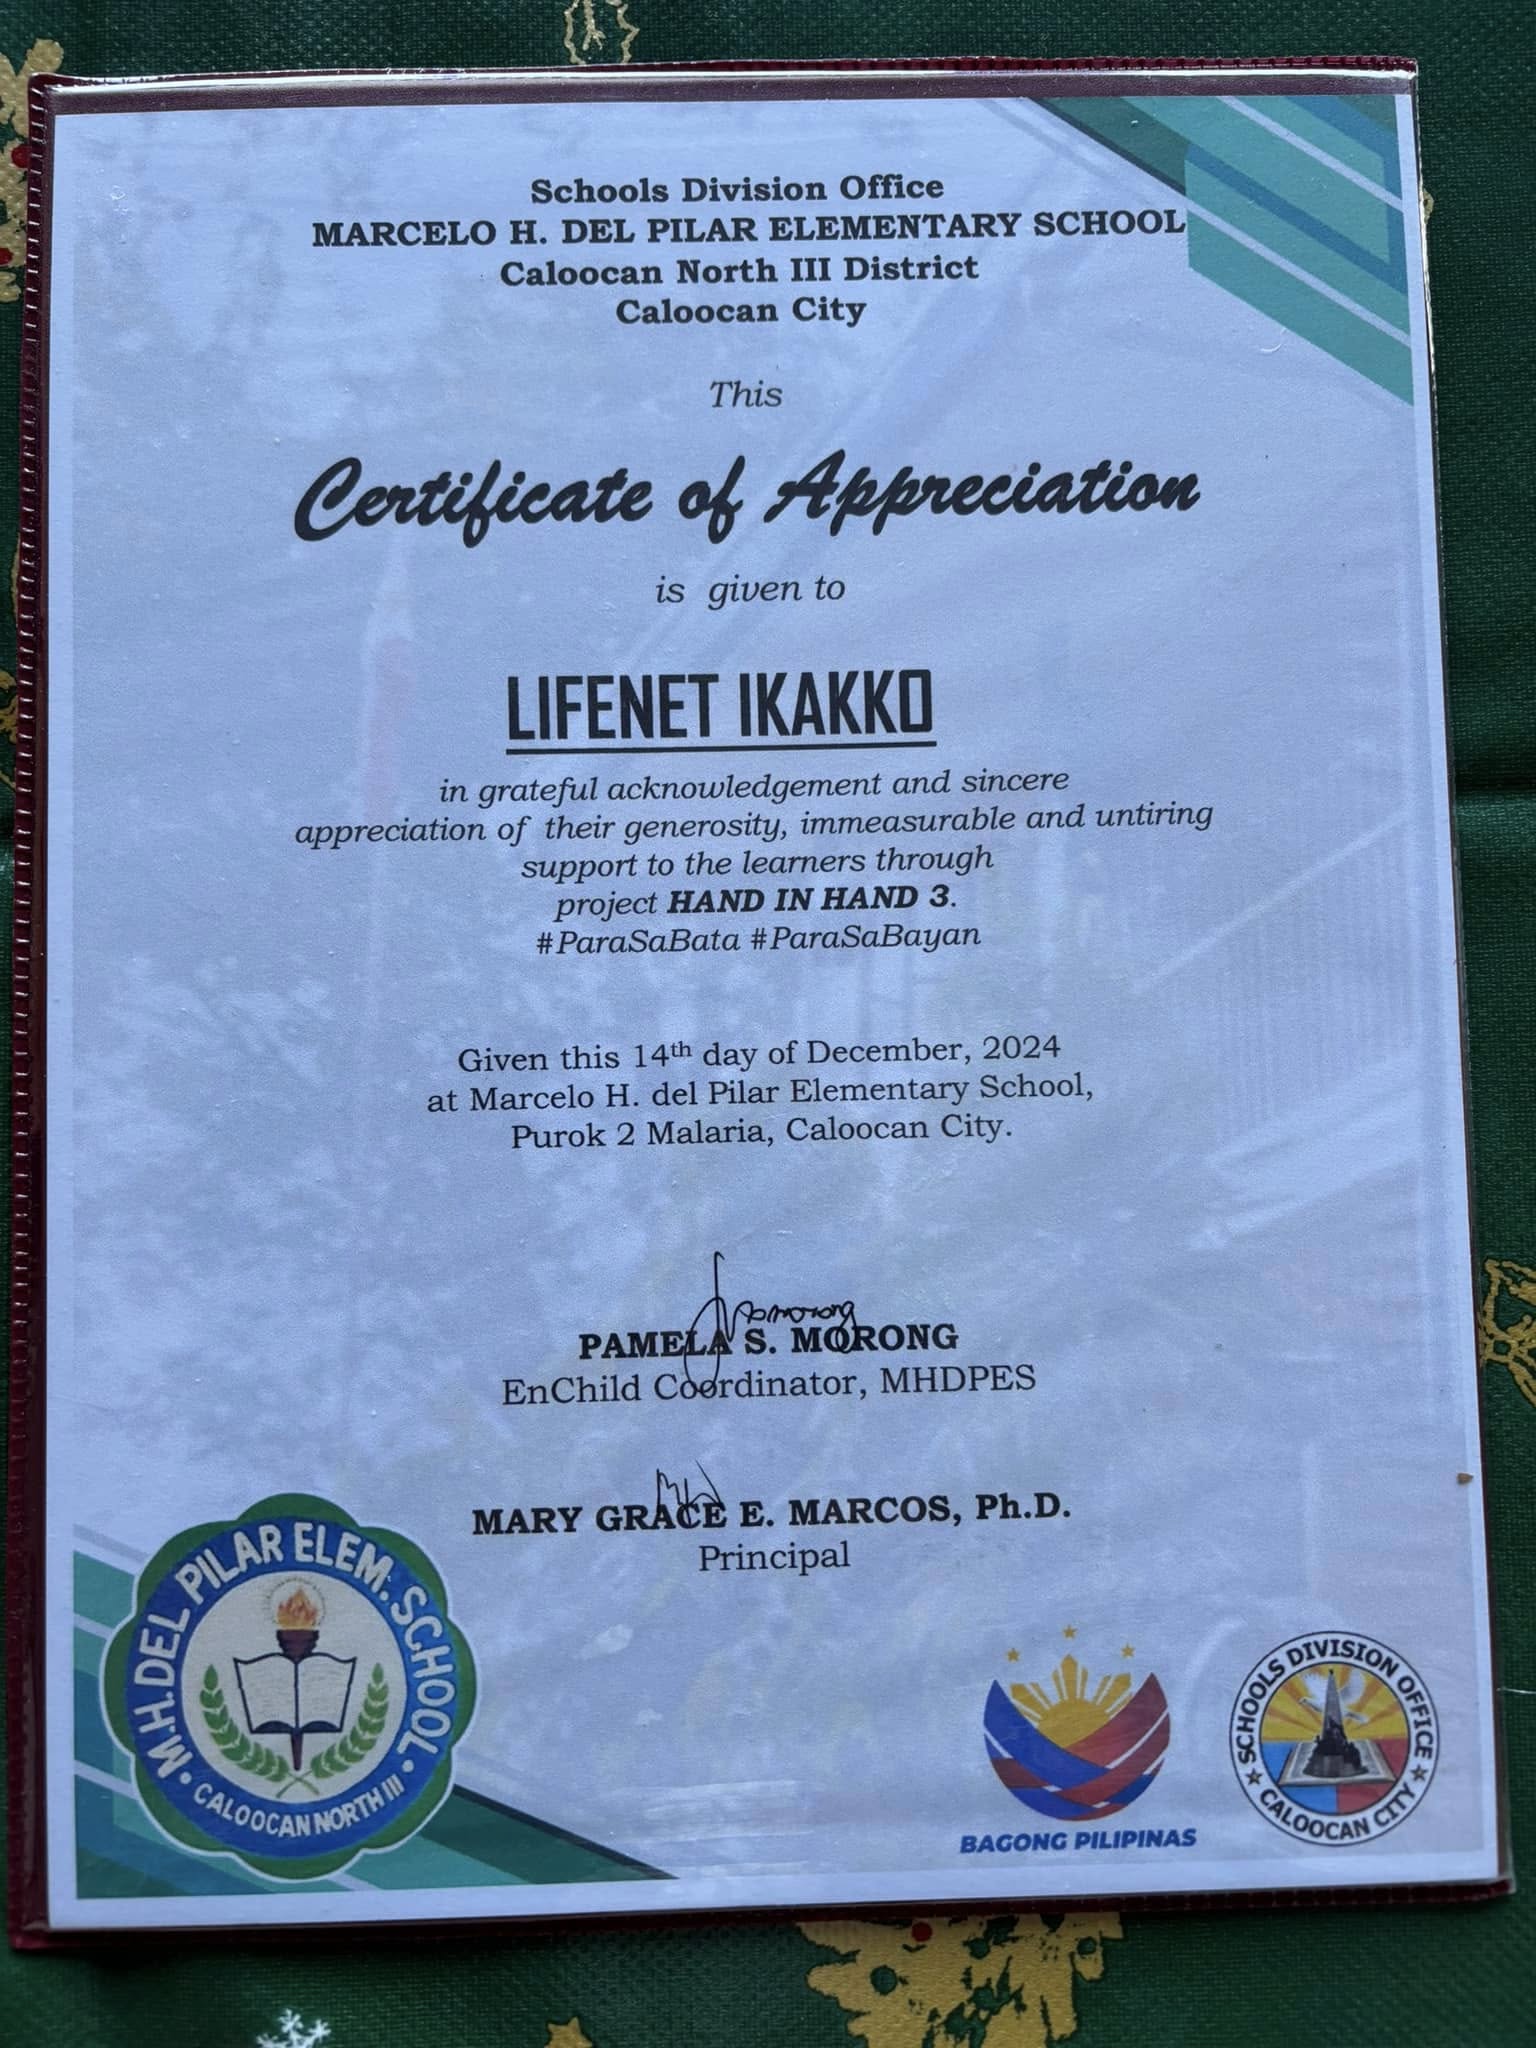 Schools Division Office
MARCELO H. DEL PILAR ELEMENTARY SCHOOL
Caloocan North III District
Caloocan City
This
Certificate of Appreciation
is given to
LIFENET IKAKKO
in grateful acknowledgement and sincere
appreciation of their generosity, immeasurable and untiring
support to the learners through
project HAND IN HAND 3.
#ParaSaBata #ParaSaBayan
Given this 14th day of December, 2024
at Marcelo H. del Pilar Elementary School,
Purok 2 Malaria, Caloocan City.
PAMELA S. MORONG
EnChild Coordinator, MHDPES
MARY GRACE E. MARCOS, Ph.D.
Principal
M.H. DEL PILAR ELEM. SCHOOL
• CALOOCAN NORTH III •
BAGONG PILIPINAS
SCHOOLS DIVISION OFFICE
★ CALOOCAN CITY ★